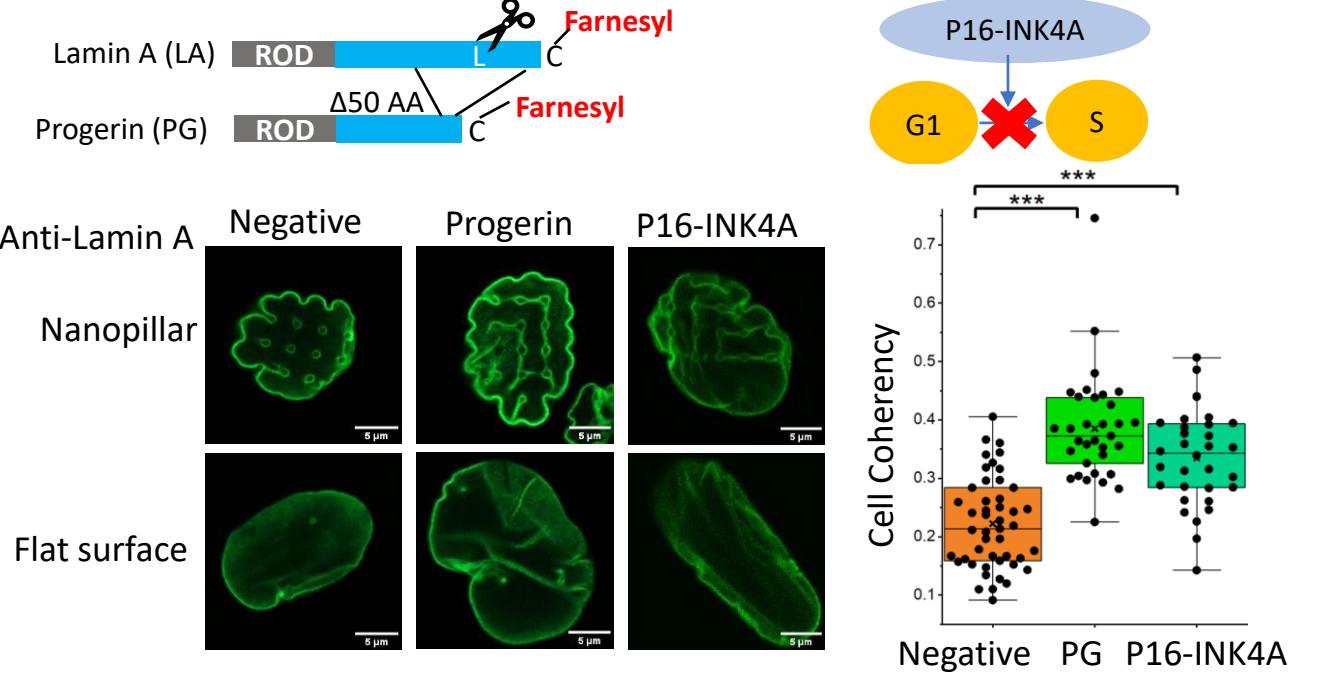 Farnesyl
Lamin A (LA)
ROD
L
C
Δ50 AA
Farnesyl
Progerin (PG)
ROD
C
P16-INK4A
G1
S
Anti-Lamin A
Negative
Progerin
P16-INK4A
Nanopillar
5 µm
5 µm
5 µm
Flat surface
5 µm
5 µm
5 µm
***
***
Cell Coherency
0.7
0.6
0.5
0.4
0.3
0.2
0.1
Negative
PG
P16-INK4A